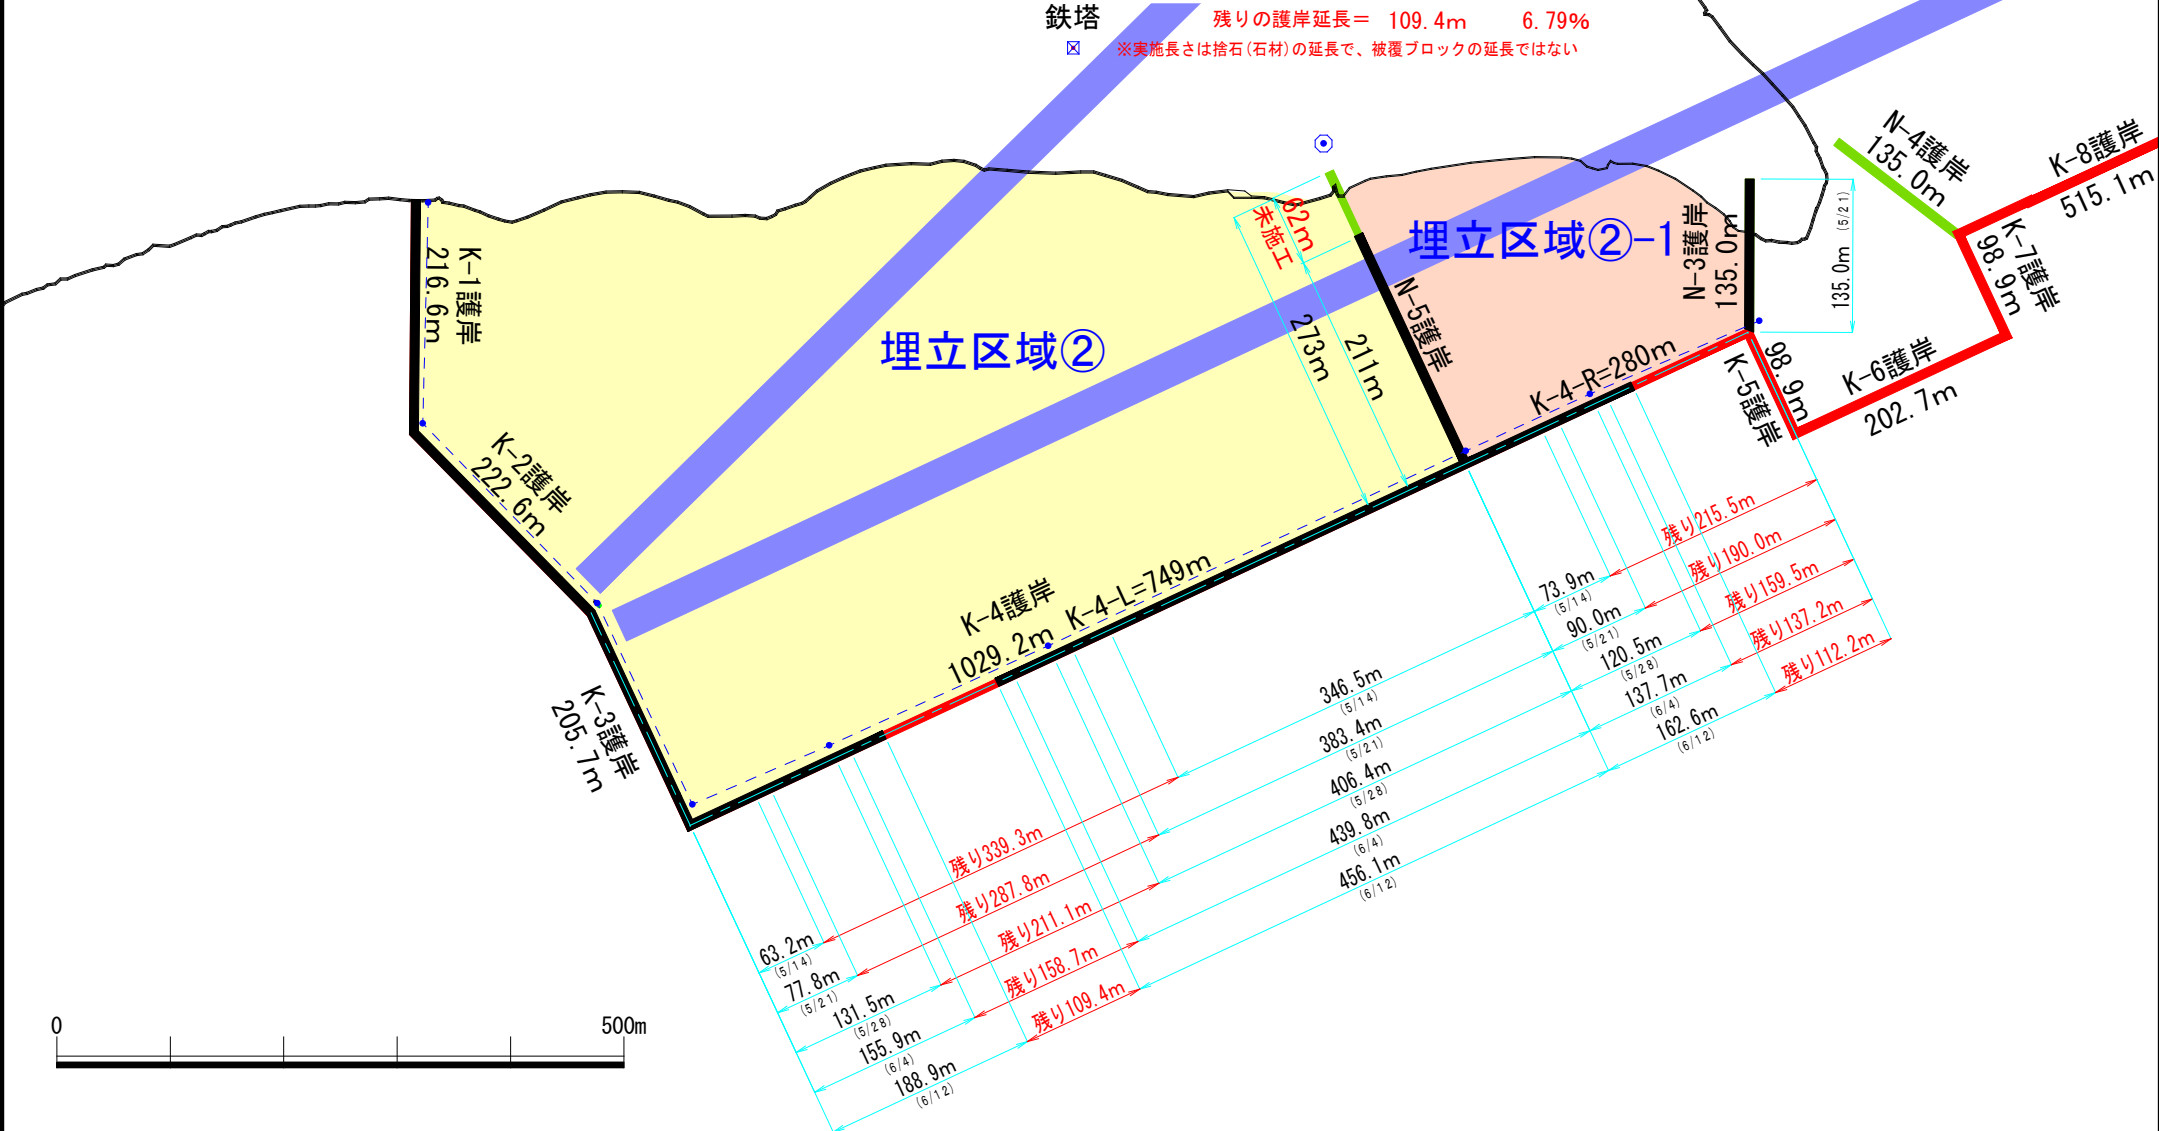 鉄塔
残りの護岸延長= 109.4m 6.79%
※実施長さは捨石(石材)の延長で、被覆ブロックの延長ではない
N-4護岸
135.0m
K-8護岸
515.1m
K-7護岸
98.9m
K-6護岸
202.7m
K-5護岸
98.9m
N-3護岸
135.0m
135.0m (5/21)
埋立区域②-1
埋立区域②
62m
未施工
N-5護岸
211m
273m
K-4-R=280m
K-1護岸
216.6m
K-2護岸
222.6m
K-3護岸
205.7m
K-4護岸
1029.2m
K-4-L=749m
残り215.5m
残り190.0m
残り159.5m
残り137.2m
残り112.2m
73.9m
(5/14)
90.0m
(5/21)
120.5m
(5/28)
137.7m
(6/4)
162.6m
(6/12)
346.5m
(5/14)
383.4m
(5/21)
406.4m
(5/28)
439.8m
(6/4)
456.1m
(6/12)
残り339.3m
残り287.8m
残り211.1m
残り158.7m
残り109.4m
63.2m
(5/14)
77.8m
(5/21)
131.5m
(5/28)
155.9m
(6/4)
188.9m
(6/12)
0
500m